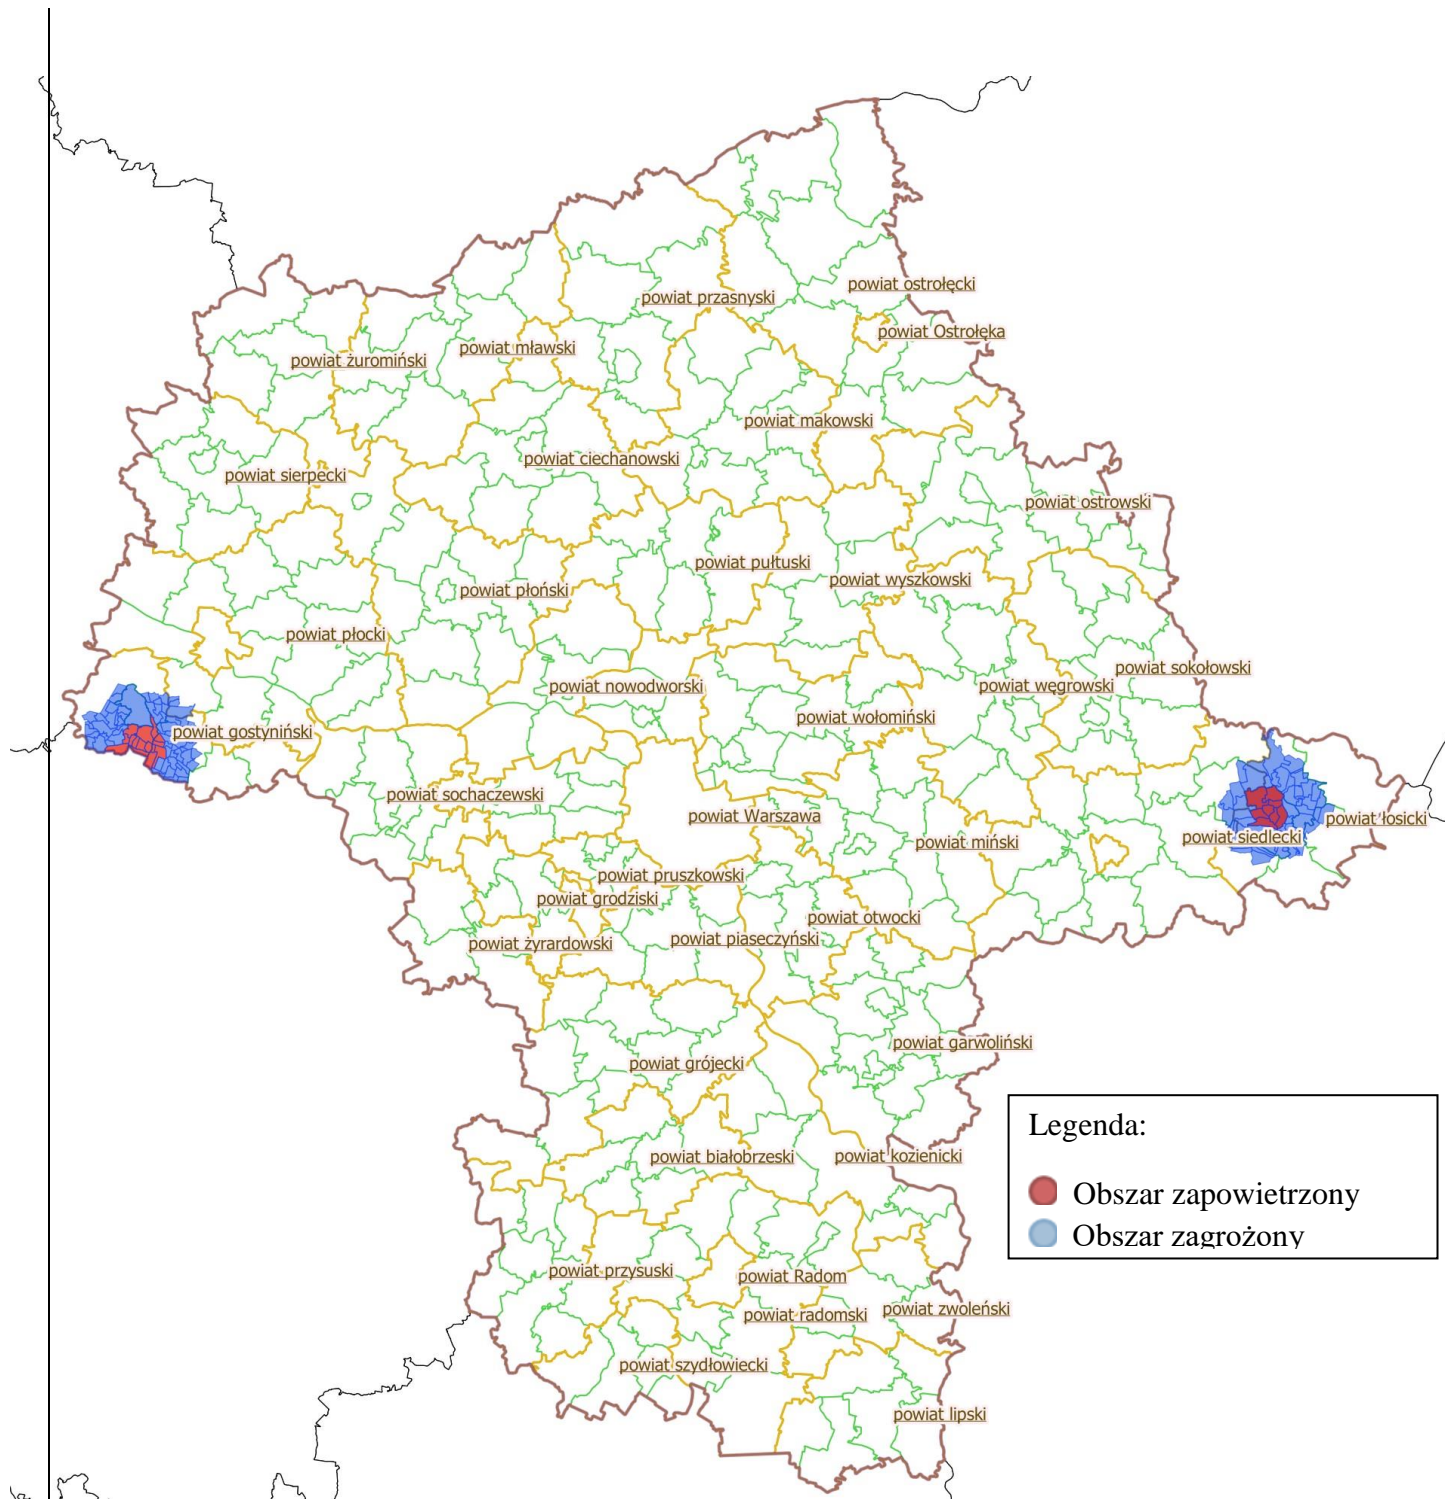 powiat ostrołęcki
powiat przasnyski
powiat Ostrołęka
powiat mławski
powiat żuromiński
powiat makowski
powiat ciechanowski
powiat sierpecki
powiat ostrowski
powiat pułtuski
powiat wyszkowski
powiat płoński
powiat płocki
powiat sokołowski
powiat nowodworski
powiat węgrowski
powiat wołomiński
powiat gostyniński
powiat sochaczewski
powiat Warszawa
powiat łosicki
powiat siedlecki
powiat miński
powiat pruszkowski
powiat grodziski
powiat otwocki
powiat żyrardowski
powiat piaseczyński
powiat garwoliński
powiat grójecki
powiat białobrzeski
powiat kozienicki
powiat przysuski
powiat Radom
powiat radomski
powiat zwoleński
powiat szydłowiecki
powiat lipski
Legenda:
Obszar zapowietrzony
Obszar zagrożony